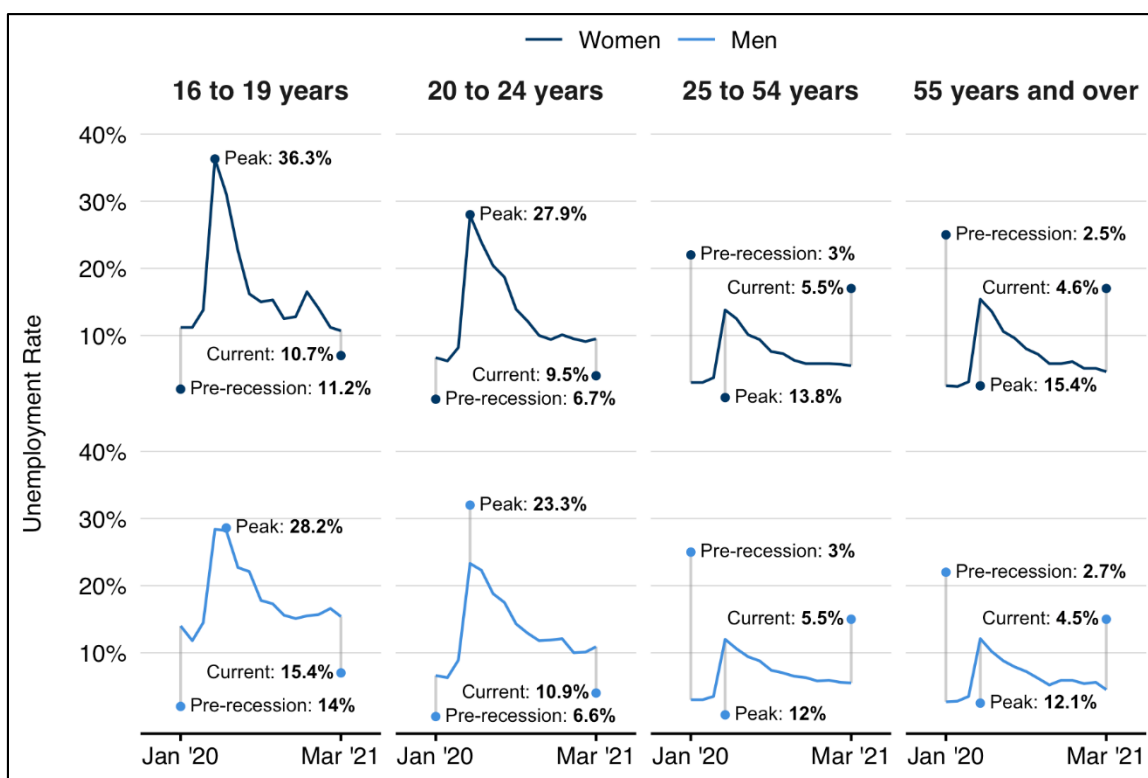 Women Men
16 to 19 years 20 to 24 years 25 to 54 years 55 years and over
Unemployment Rate
40%
Peak: 36.3%
30%
Peak: 27.9%
Pre-recession: 3%
Pre-recession: 2.5%
20%
Current: 5.5%
Current: 4.6%
10%
Current: 10.7%
Pre-recession: 11.2%
Current: 9.5%
Pre-recession: 6.7%
Peak: 13.8%
Peak: 15.4%
40%
30%
Peak: 28.2%
Peak: 23.3%
Pre-recession: 3%
Pre-recession: 2.7%
20%
Current: 5.5%
Current: 4.5%
10%
Current: 15.4%
Pre-recession: 14%
Current: 10.9%
Pre-recession: 6.6%
Peak: 12%
Peak: 12.1%
Jan '20 Mar '21 Jan '20 Mar '21 Jan '20 Mar '21 Jan '20 Mar '21